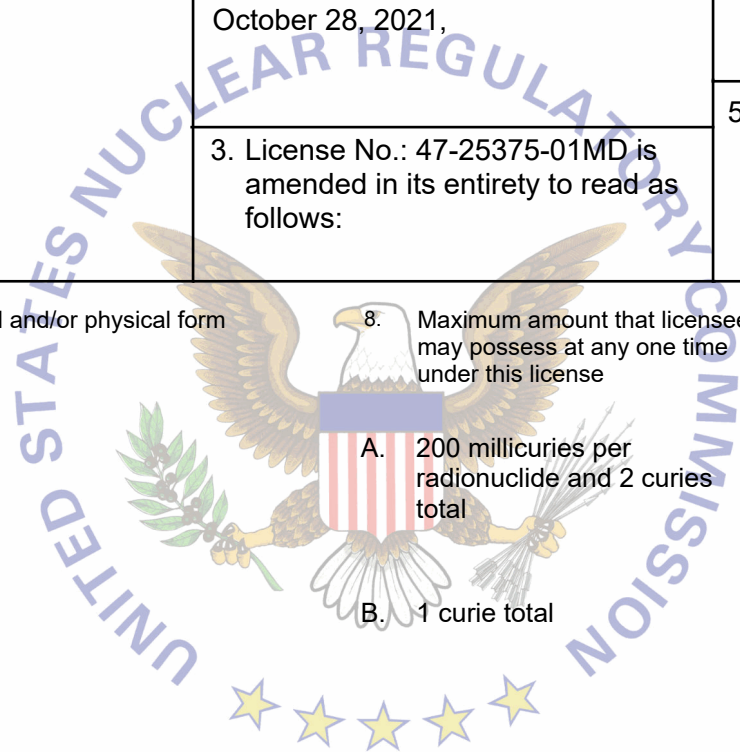 October 28, 2021,
5
3. License No.: 47-25375-01MD is
amended in its entirety to read as
follows:
and/or physical form
8. Maximum amount that licensee
may possess at any one time
under this license
A. 200 millicuries per
radionuclide and 2 curies
total
B. 1 curie total
UNITED STATES NUCLEAR REGULATORY COMMISSION